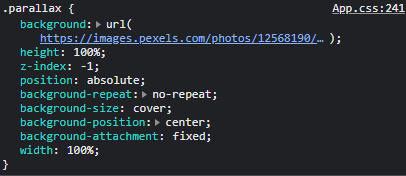 .parallax { App.css:241
background: url(
https://images.pexels.com/photos/12568190/… );
height: 100%;
z-index: -1;
position: absolute;
background-repeat: no-repeat;
background-size: cover;
background-position: center;
background-attachment: fixed;
width: 100%;
}